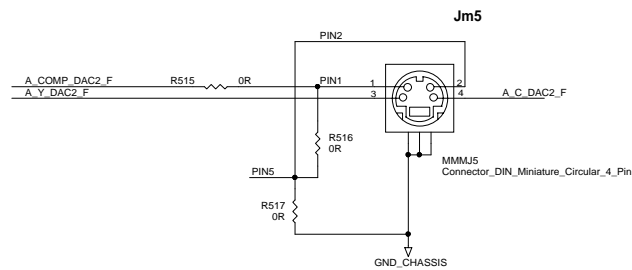 Jm5
PIN2
A_COMP_DAC2_F R515 0R PIN1 1 2
A_Y_DAC2_F 3 4 A_C_DAC2_F
R516
0R
MMMJ5
Connector_DIN_Miniature_Circular_4_Pin
PIN5
R517
0R
GND_CHASSIS